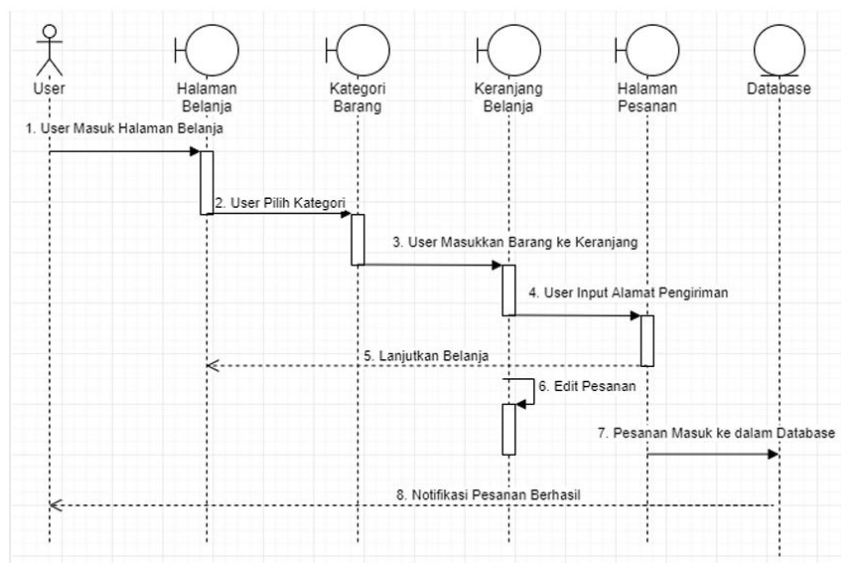 User
Halaman
Belanja
Kategori
Barang
Keranjang
Belanja
Halaman
Pesanan
Database
1. User Masuk Halaman Belanja
2. User Pilih Kategori
3. User Masukkan Barang ke Keranjang
4. User Input Alamat Pengiriman
5. Lanjutkan Belanja
6. Edit Pesanan
7. Pesanan Masuk ke dalam Database
8. Notifikasi Pesanan Berhasil